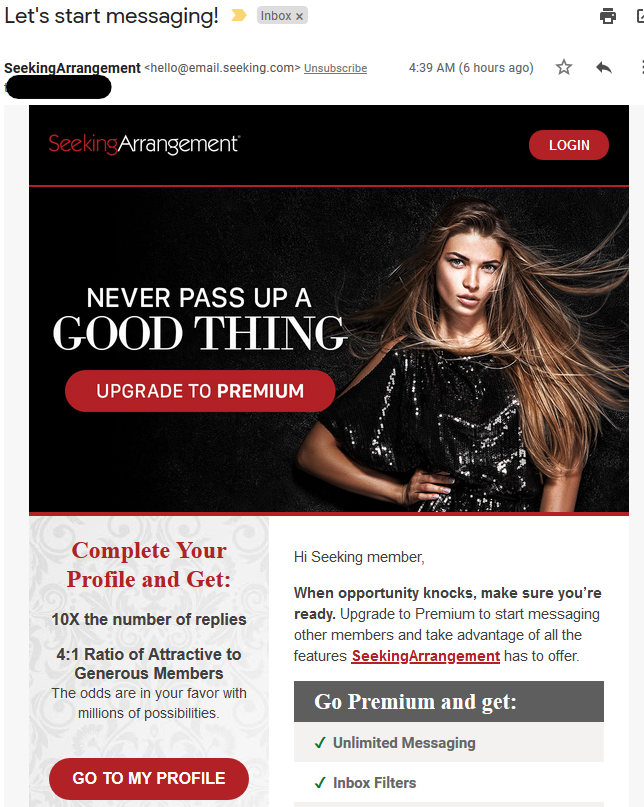 Let's start messaging!
Inbox ×
SeekingArrangement <hello@email.seeking.com> Unsubscribe
4:39 AM (6 hours ago)
SeekingArrangement®
LOGIN
NEVER PASS UP A
GOOD THING
UPGRADE TO PREMIUM
Complete Your
Profile and Get:
10X the number of replies
4:1 Ratio of Attractive to
Generous Members
The odds are in your favor with
millions of possibilities.
GO TO MY PROFILE
Hi Seeking member,
When opportunity knocks, make sure you're
ready. Upgrade to Premium to start messaging
other members and take advantage of all the
features SeekingArrangement has to offer.
Go Premium and get:
✓ Unlimited Messaging
✓ Inbox Filters